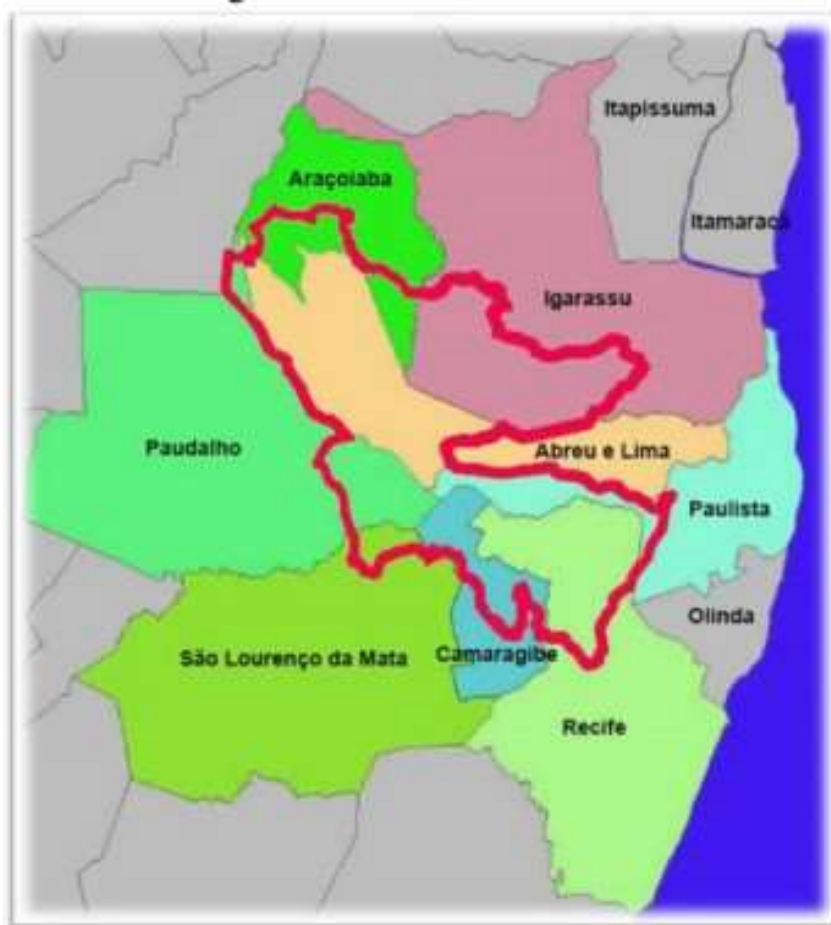 Itapissuma
Araçoiaba
Itamaracá
Igarassu
Paudalho
Abreu e Lima
Paulista
Olinda
São Lourenço da Mata
Camaragibe
Recife